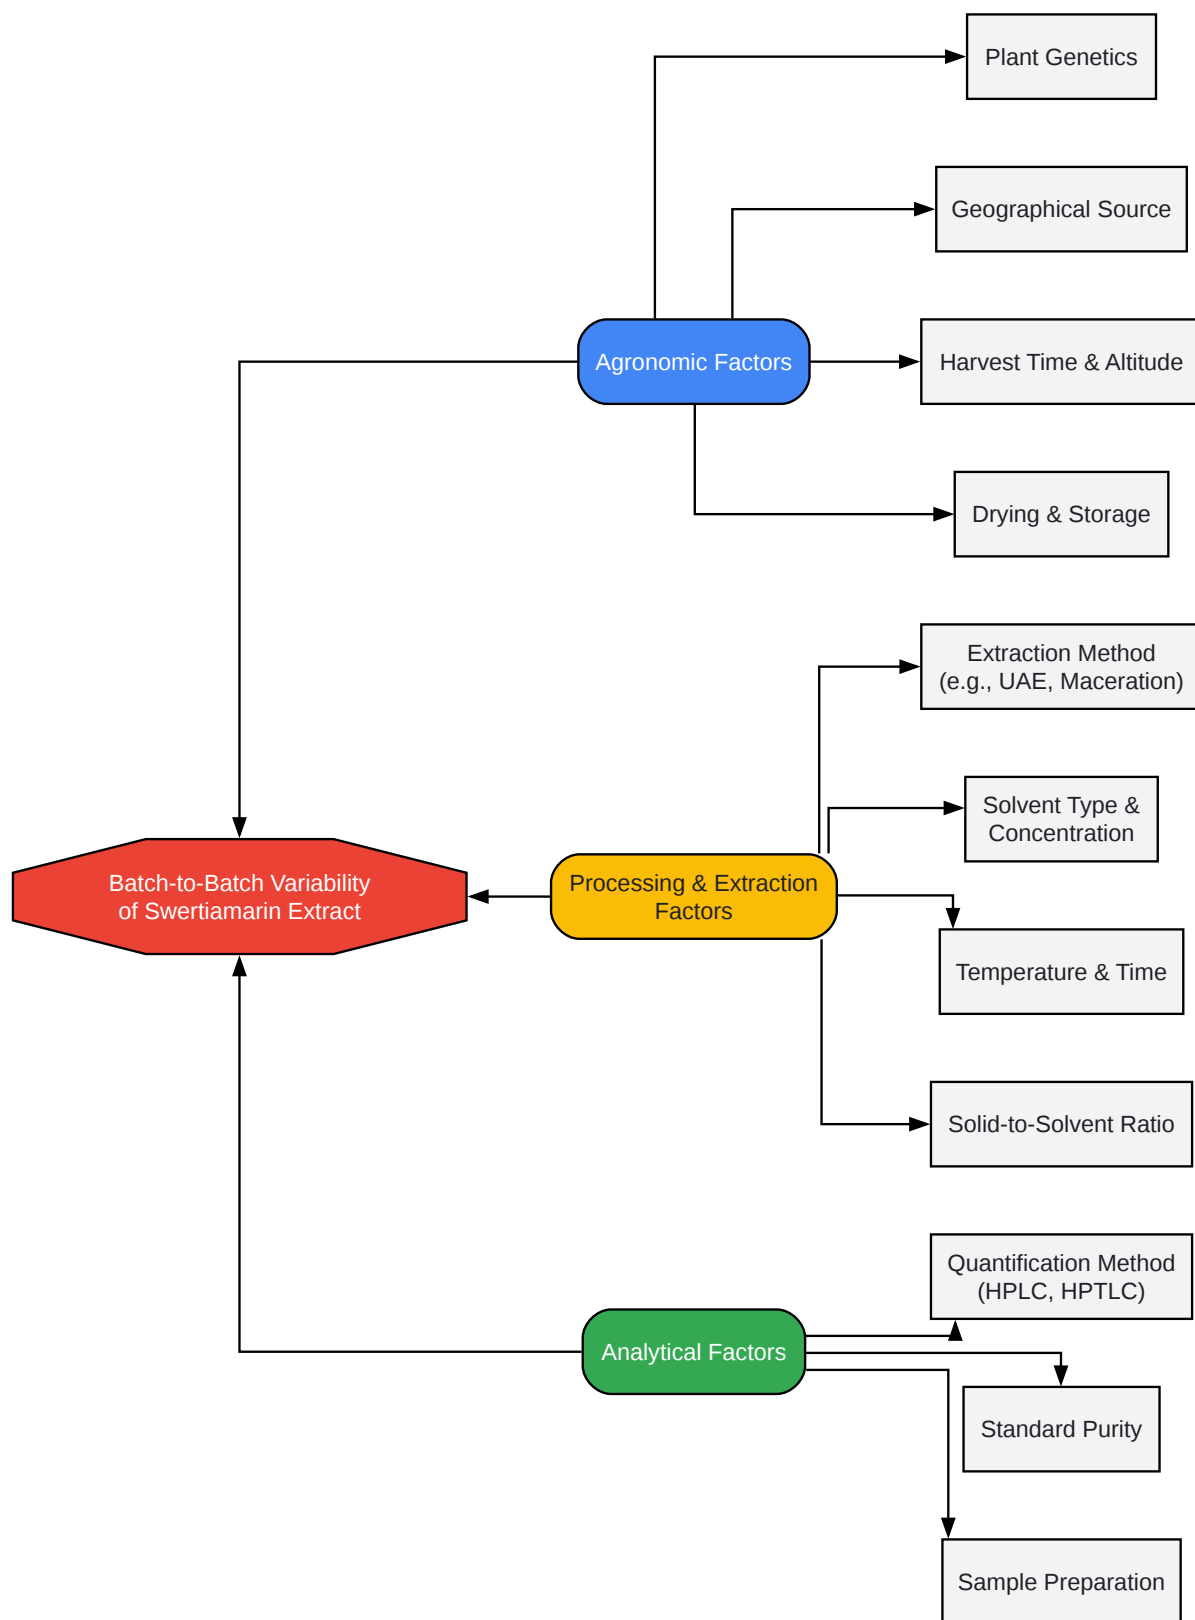 Plant Genetics
Geographical Source
Agronomic Factors
Harvest Time & Altitude
Drying & Storage
Extraction Method
(e.g., UAE, Maceration)
Solvent Type &
Concentration
Batch-to-Batch Variability
of Swertiamarin Extract
Processing & Extraction
Factors
Temperature & Time
Solid-to-Solvent Ratio
Quantification Method
(HPLC, HPTLC)
Analytical Factors
Standard Purity
Sample Preparation